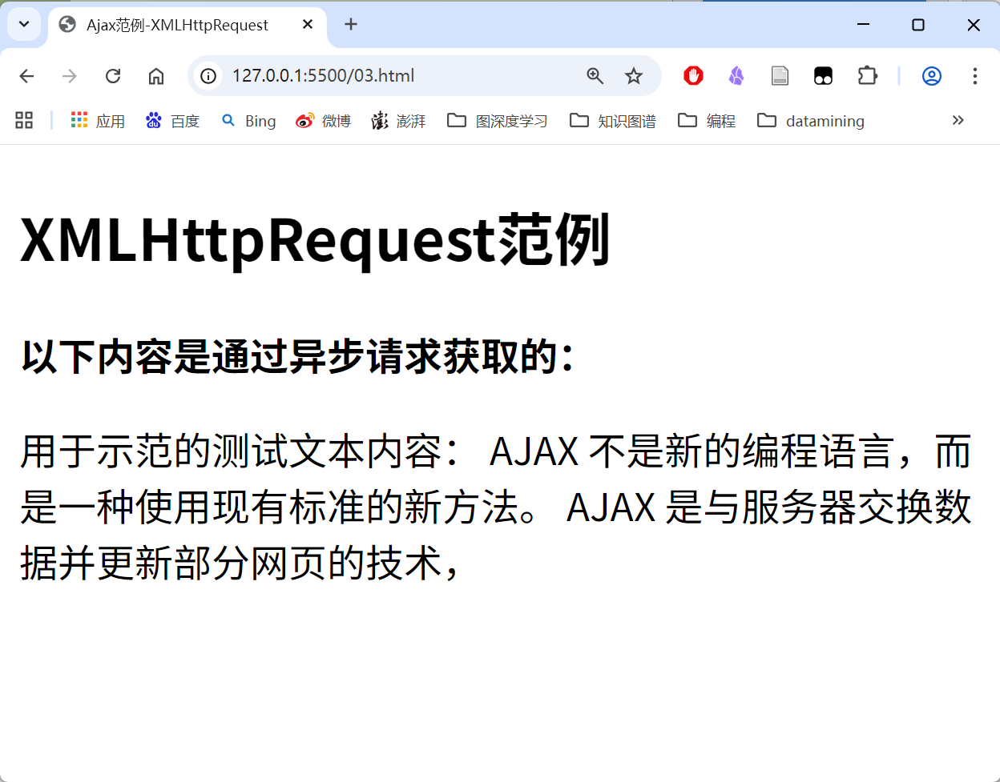 Ajax范例-XMLHttpRequest
127.0.0.1:5500/03.html
应用 百度 Bing 微博 澎湃 图深度学习 知识图谱 编程 datamining
XMLHttpRequest范例
以下内容是通过异步请求获取的：
用于示范的测试文本内容： AJAX 不是新的编程语言，而
是一种使用现有标准的新方法。 AJAX 是与服务器交换数
据并更新部分网页的技术，